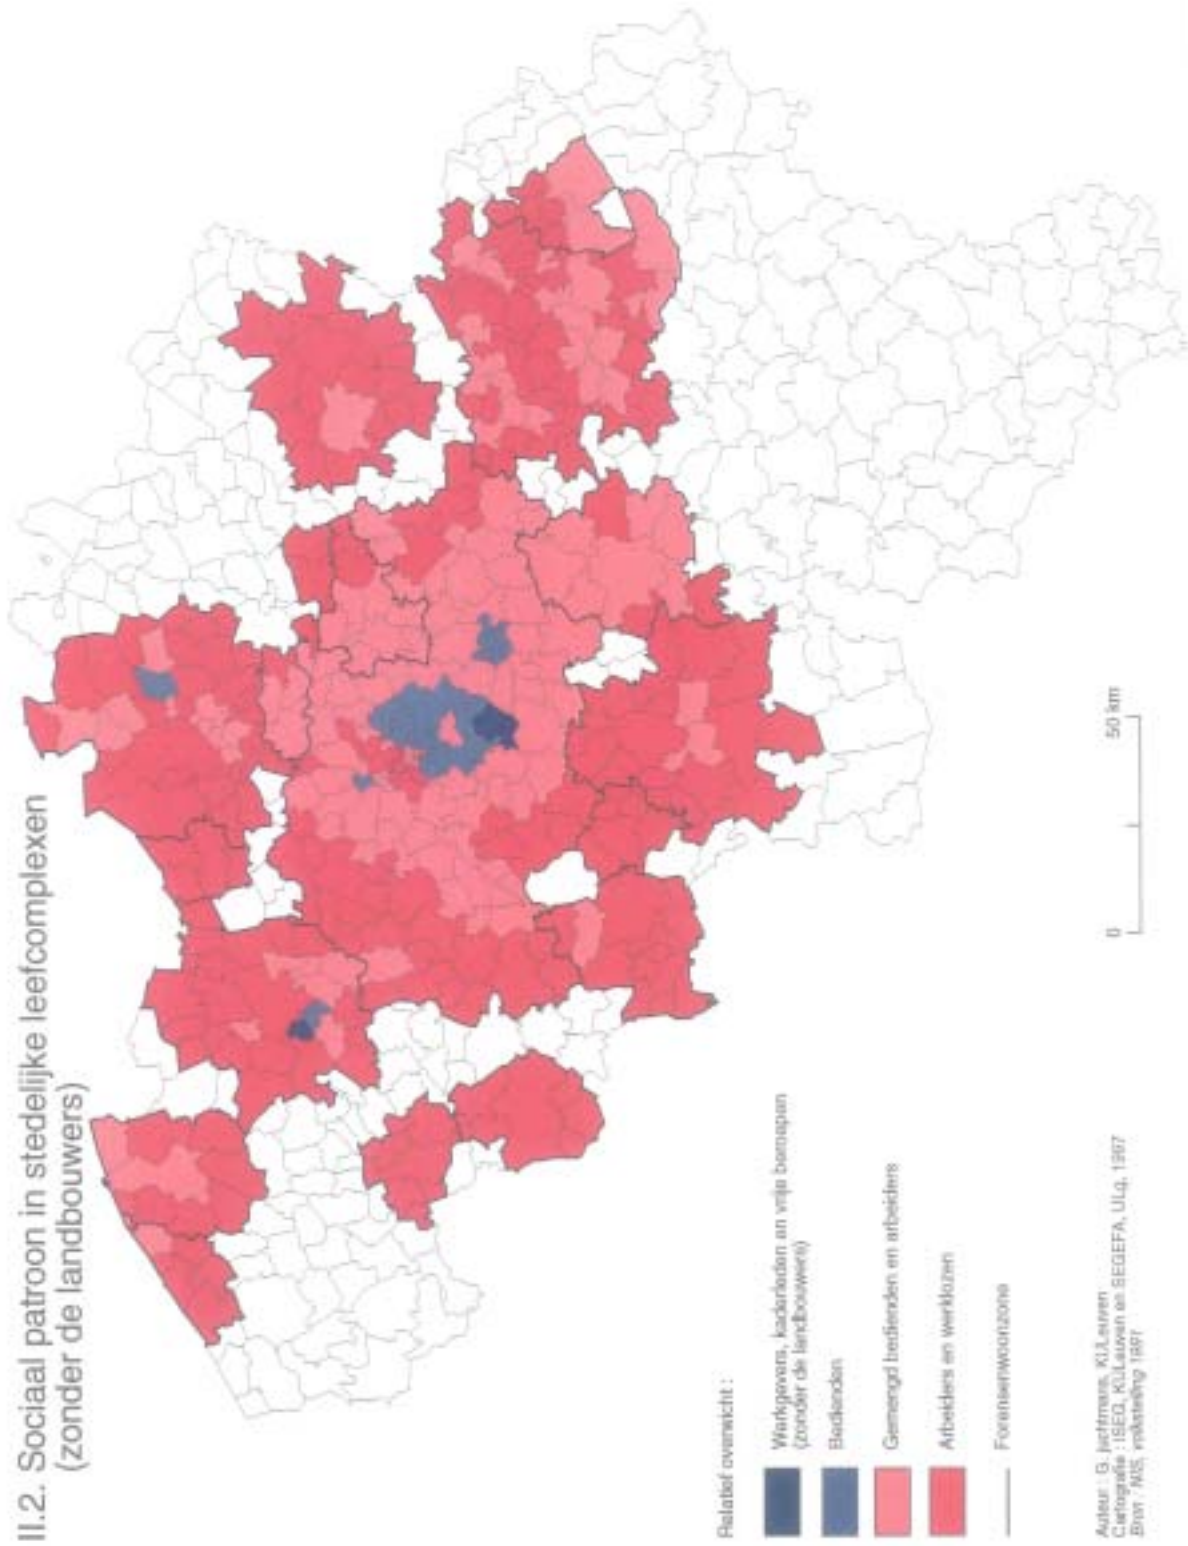 II.2. Sociaal patroon in stedelijke leefcomplexen
(zonder de landbouwers)
Relatief overwicht :
Werkgevers, kaderleden en vrije beroepen
(zonder de landbouwers)
Bedienden
Gemengd bedienden en arbeiders
Arbeiders en werklozen
Forensenwoonzone
0 50 km
Auteur : G. Juchtmans, KULeuven
Cartografie : ISEG, KULeuven en SEGEFA, ULg, 1997
Bron : NIS, volkstelling 1991